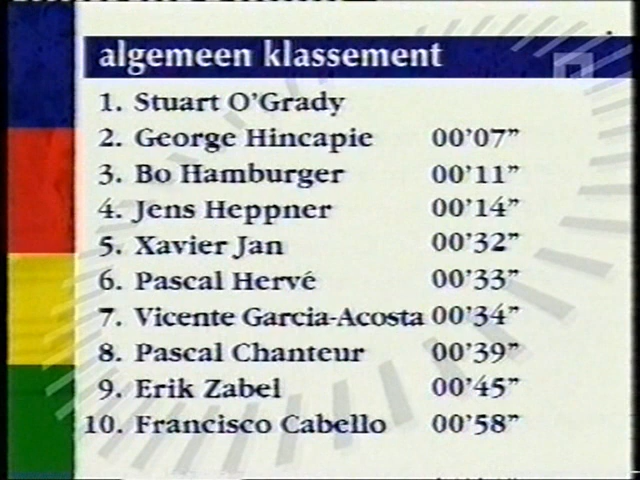 algemeen klassement
1. Stuart O'Grady
2. George Hincapie 00'07"
3. Bo Hamburger 00'11"
4. Jens Heppner 00'14"
5. Xavier Jan 00'32"
6. Pascal Hervé 00'33"
7. Vicente Garcia-Acosta 00'34"
8. Pascal Chanteur 00'39"
9. Erik Zabel 00'45"
10. Francisco Cabello 00'58"